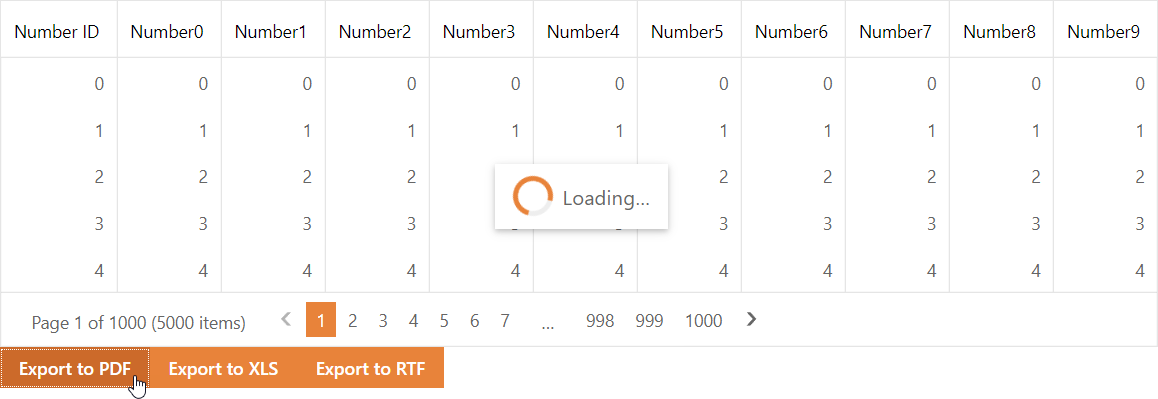 Number ID Number0 Number1 Number2 Number3 Number4 Number5 Number6 Number7 Number8 Number9
0 0 0 0 0 0 0 0 0 0 0
1 1 1 1 1 1 1 1 1 1 1
2 2 2 2 2 2 2 2 2
Loading...
3 3 3 3 3 3 3 3 3
4 4 4 4 4 4 4 4 4 4 4
Page 1 of 1000 (5000 items) 1 2 3 4 5 6 7 ... 998 999 1000
Export to PDF Export to XLS Export to RTF